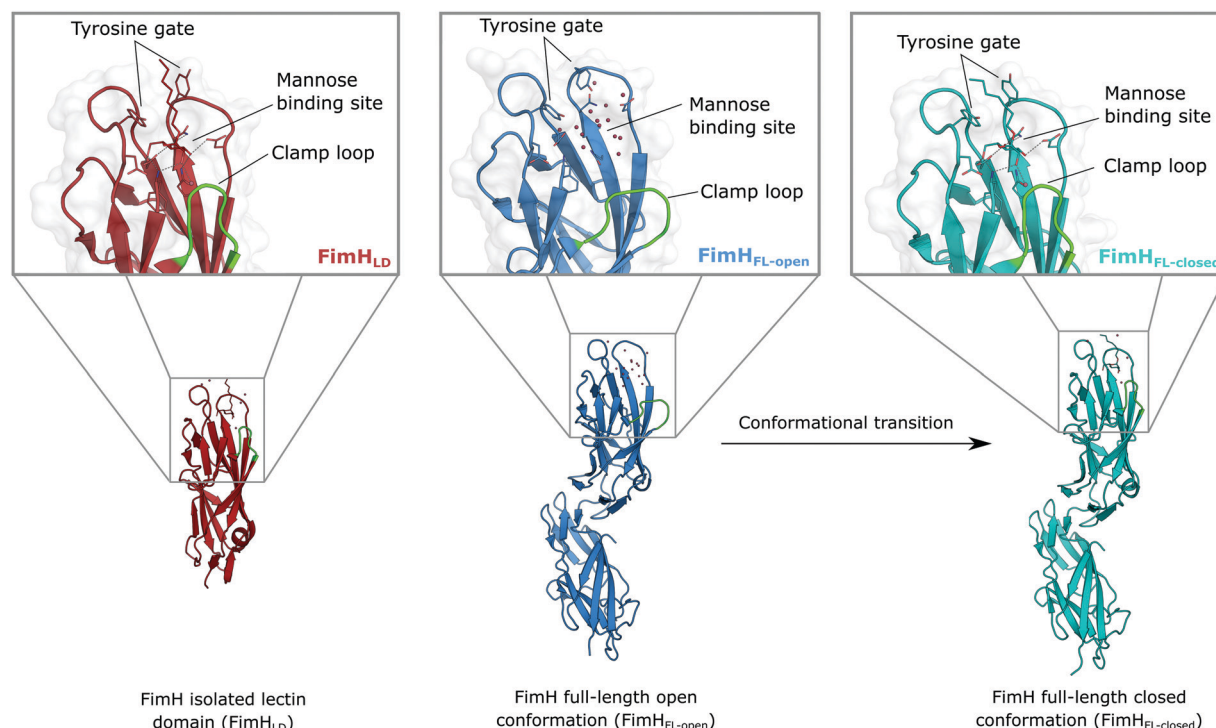 Tyrosine gate
Mannose
binding site
Clamp loop
FimH_LD
Tyrosine gate
Mannose
binding site
Clamp loop
FimH_FL-open
Tyrosine gate
Mannose
binding site
Clamp loop
FimH_FL-closed
Conformational transition
FimH isolated lectin
domain (FimH_LD)
FimH full-length open
conformation (FimH_FL-open)
FimH full-length closed
conformation (FimH_FL-closed)